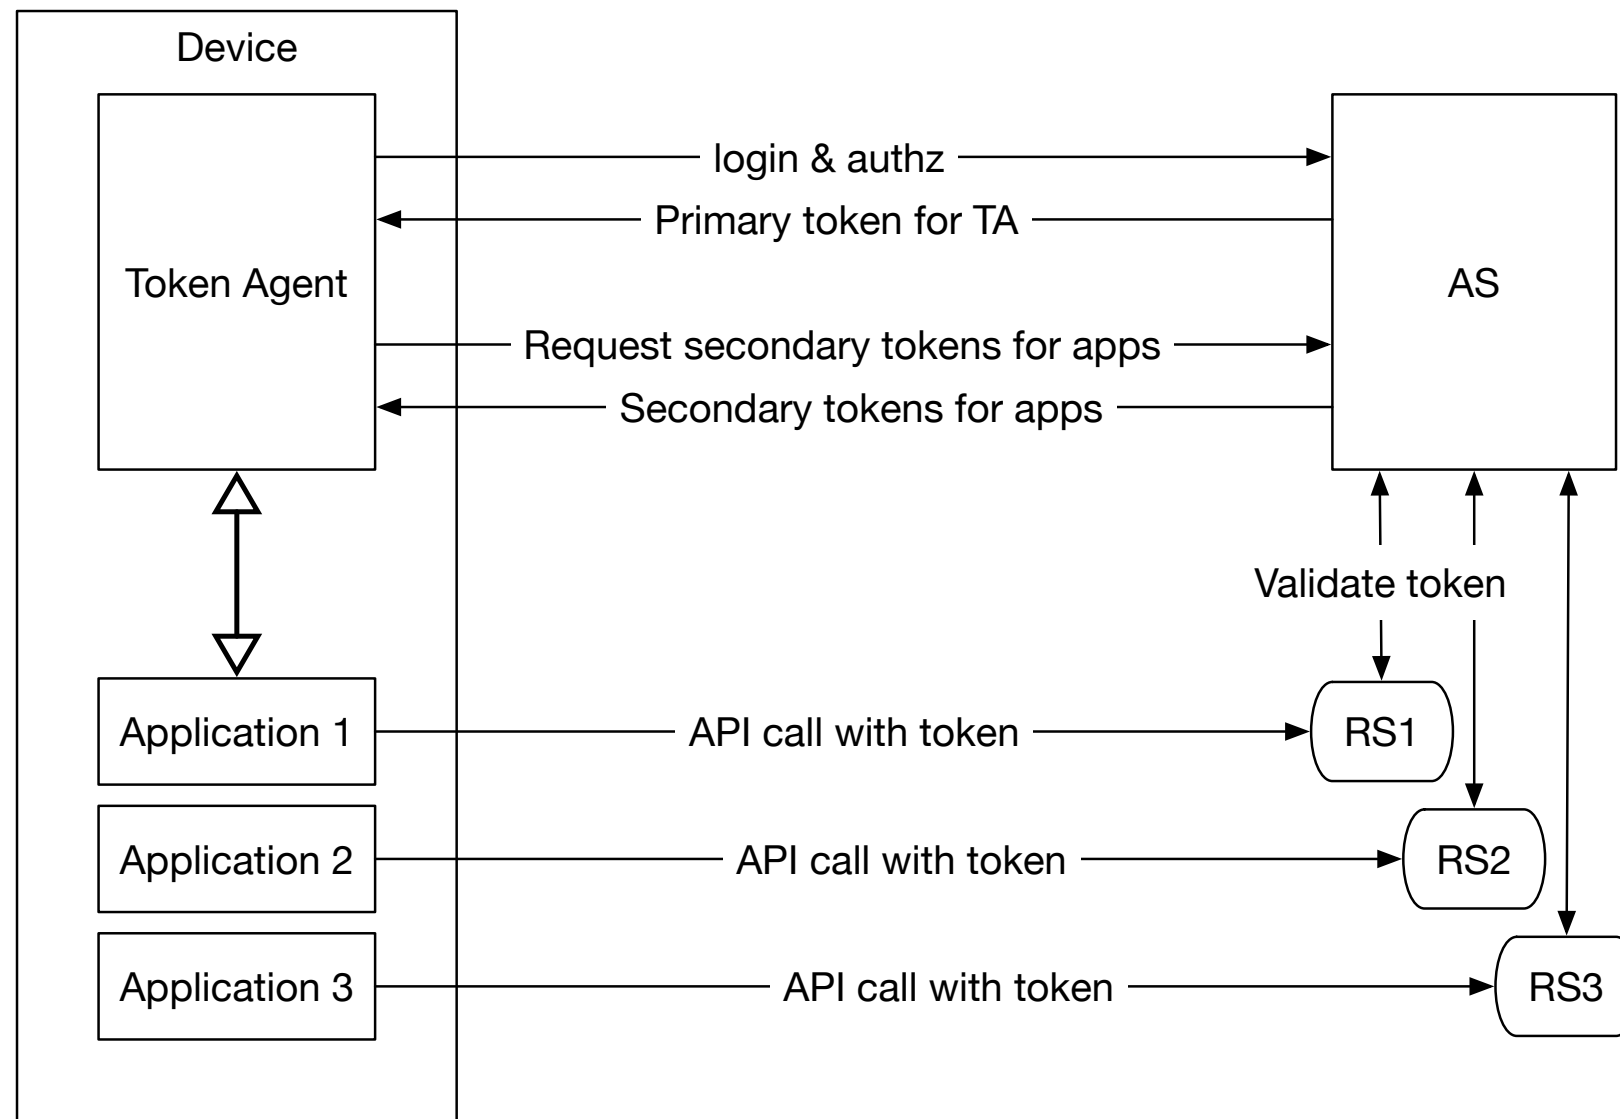 Device
login & authz
Primary token for TA
Token Agent
AS
Request secondary tokens for apps
Secondary tokens for apps
Validate token
Application 1
API call with token
RS1
Application 2
API call with token
RS2
Application 3
API call with token
RS3